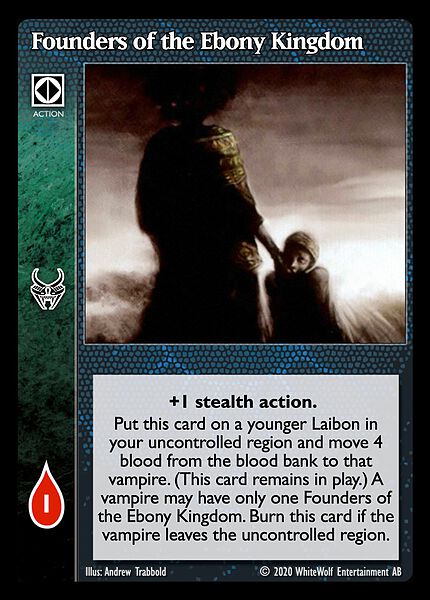 Founders of the Ebony Kingdom
ACTION
+1 stealth action.
Put this card on a younger Laibon in
your uncontrolled region and move 4
blood from the blood bank to that
vampire. (This card remains in play.) A
vampire may have only one Founders of
the Ebony Kingdom. Burn this card if the
vampire leaves the uncontrolled region.
1
Illus: Andrew Trabbold © 2020 WhiteWolf Entertainment AB